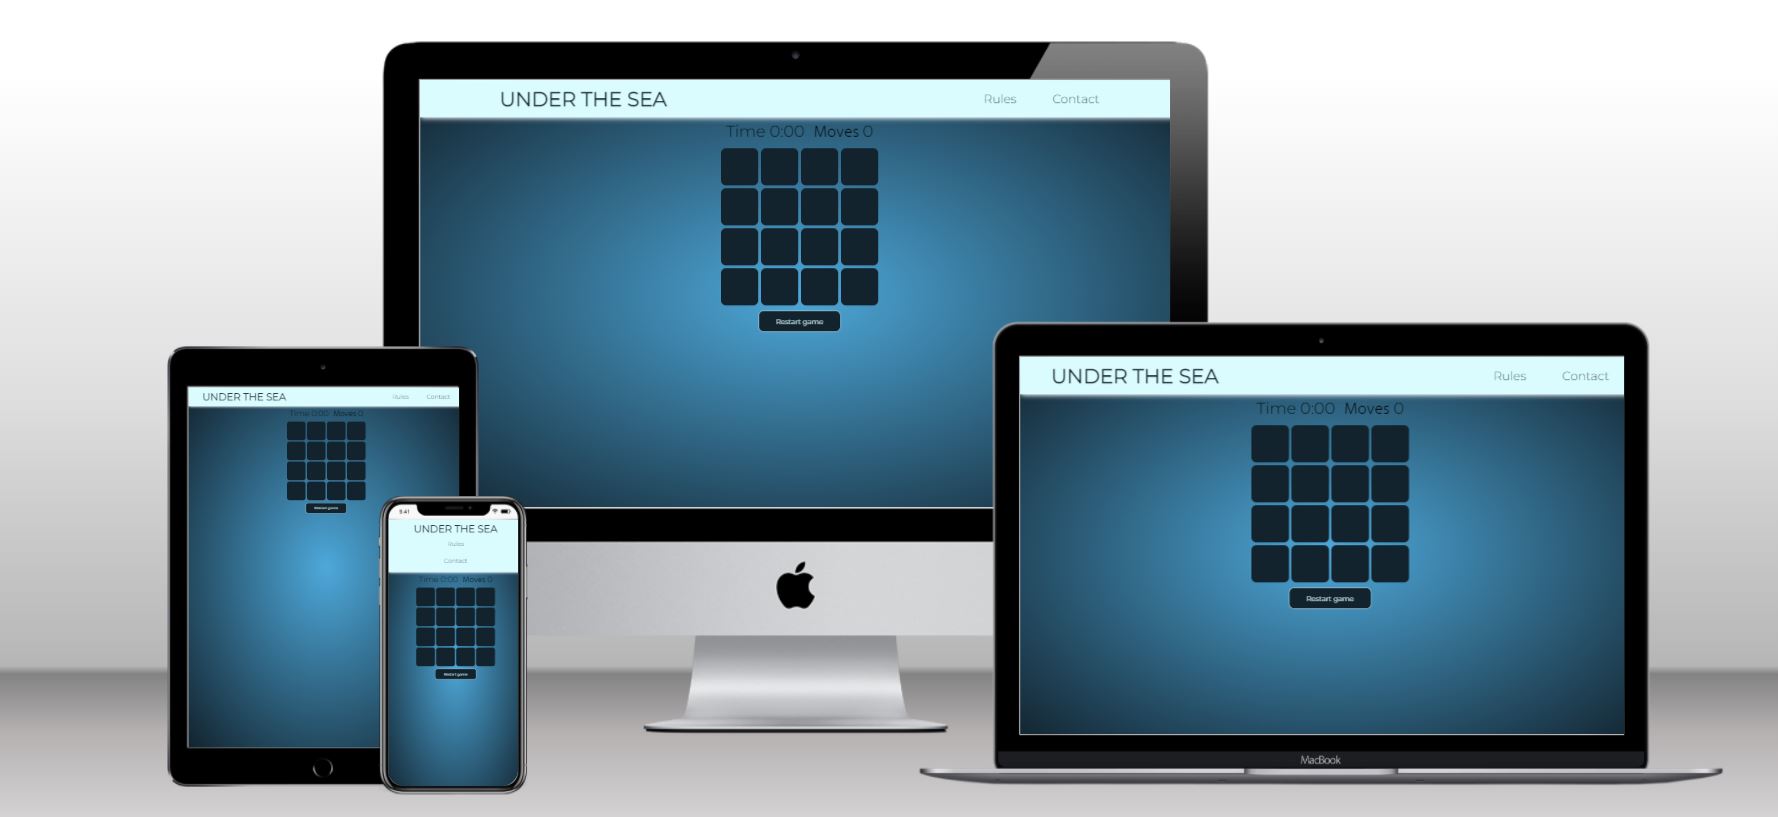 UNDER THE SEA
Rules Contact
Time 0:00 Moves 0
Restart game
UNDER THE SEA
Rules Contact
Time 0:00 Moves 0
Restart game
9:41
UNDER THE SEA
Rules
Contact
Time 0:00 Moves 0
Restart game
UNDER THE SEA
Rules Contact
Time 0:00 Moves 0
Restart game
MacBook